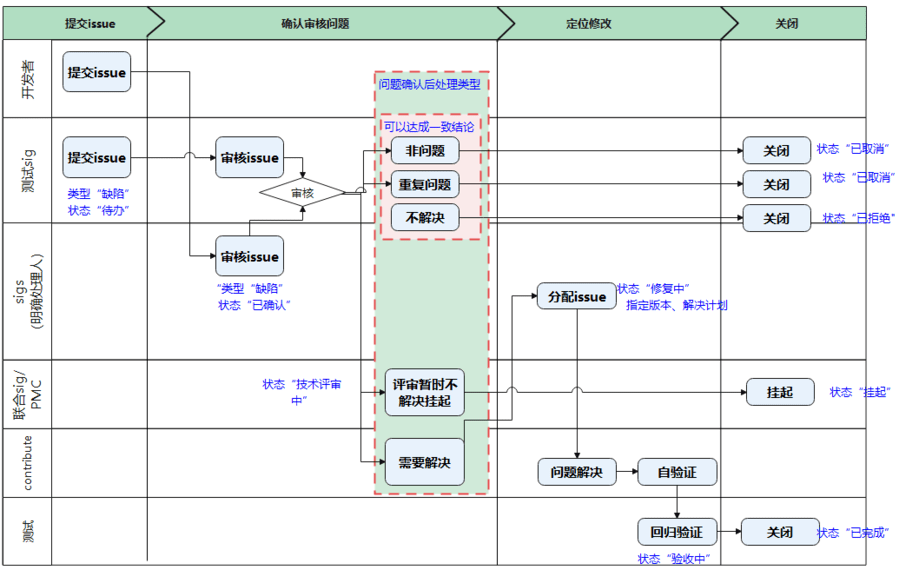 提交issue
确认审核问题
定位修改
关闭
开发者
提交issue
问题确认后处理类型
可以达成一致结论
测试sig
提交issue
审核issue
非问题
关闭
状态“已取消”
类型“缺陷”
状态“待办”
审核
重复问题
关闭
状态“已取消”
不解决
关闭
状态“已拒绝"
sigs
(明确处理人)
审核issue
"类型“缺陷”
状态“已确认”
分配issue
状态“修复中”
指定版本、解决计划
联合sig/
PMC
状态“技术评审
中”
评审暂时不
解决挂起
挂起
状态“挂起”
contribute
需要解决
问题解决
自验证
测试
回归验证
关闭
状态“已完成”
状态“验收中”